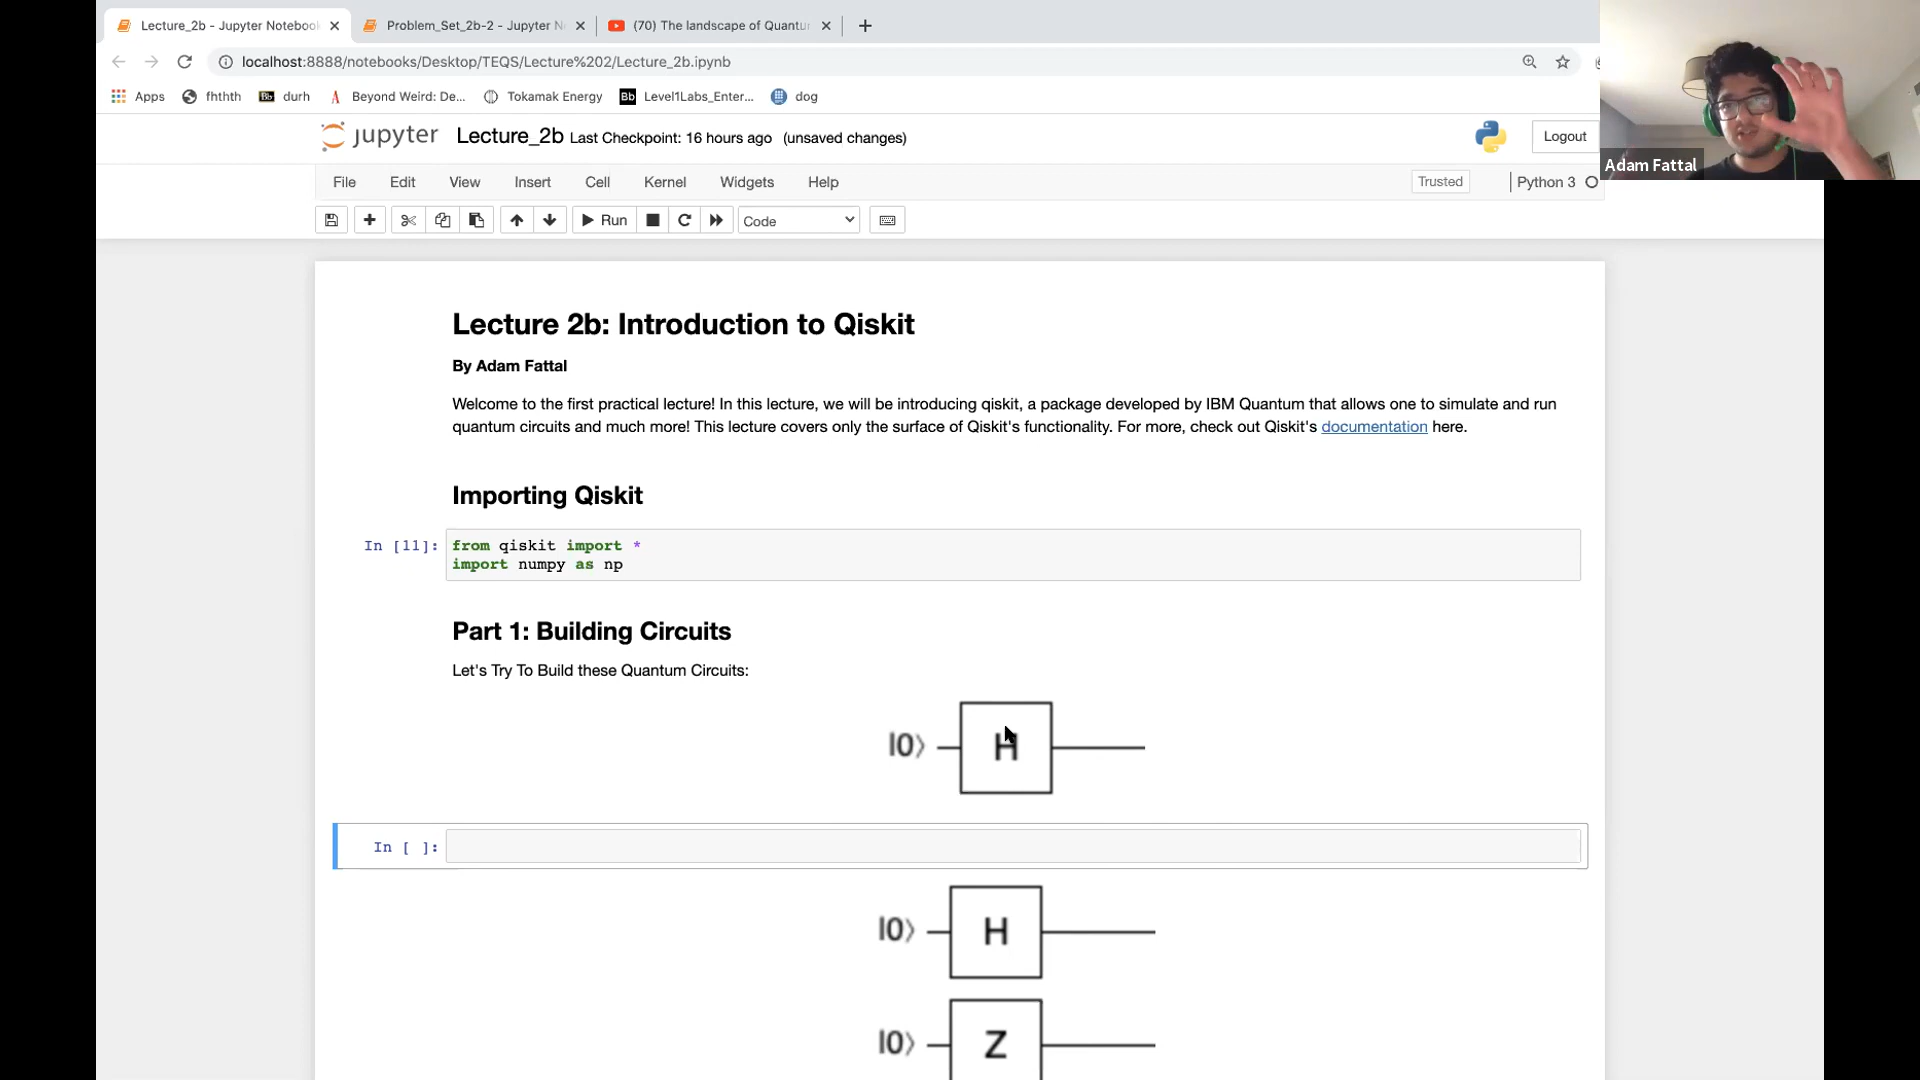 Lecture_2b - Jupyter Notebook
Problem_Set_2b-2 - Jupyter N
(70) The landscape of Quantum
localhost:8888/notebooks/Desktop/TEQS/Lecture%202/Lecture_2b.ipynb
Apps fhthth Bb durh Beyond Weird: De... Tokamak Energy Bb Level1Labs_Enter... dog
jupyter Lecture_2b Last Checkpoint: 16 hours ago (unsaved changes)
Logout
Adam Fattal
File Edit View Insert Cell Kernel Widgets Help
Trusted Python 3
Run Code
Lecture 2b: Introduction to Qiskit
By Adam Fattal
Welcome to the first practical lecture! In this lecture, we will be introducing qiskit, a package developed by IBM Quantum that allows one to simulate and run
quantum circuits and much more! This lecture covers only the surface of Qiskit's functionality. For more, check out Qiskit's documentation here.
Importing Qiskit
In [11]: from qiskit import *
import numpy as np
Part 1: Building Circuits
Let's Try To Build these Quantum Circuits:
|0⟩ H
In [ ]:
|0⟩ H
|0⟩ Z